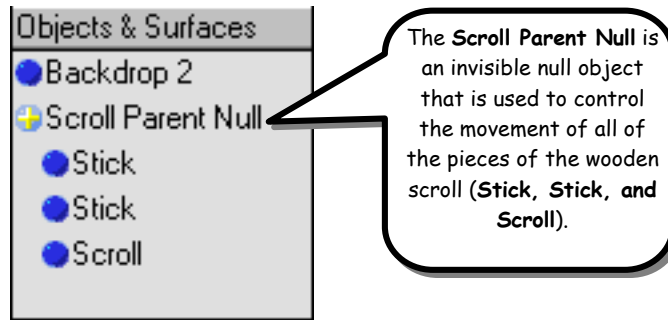 Objects & Surfaces
Backdrop 2
Scroll Parent Null
Stick
Stick
Scroll
The Scroll Parent Null is
an invisible null object
that is used to control
the movement of all of
the pieces of the wooden
scroll (Stick, Stick, and
Scroll).